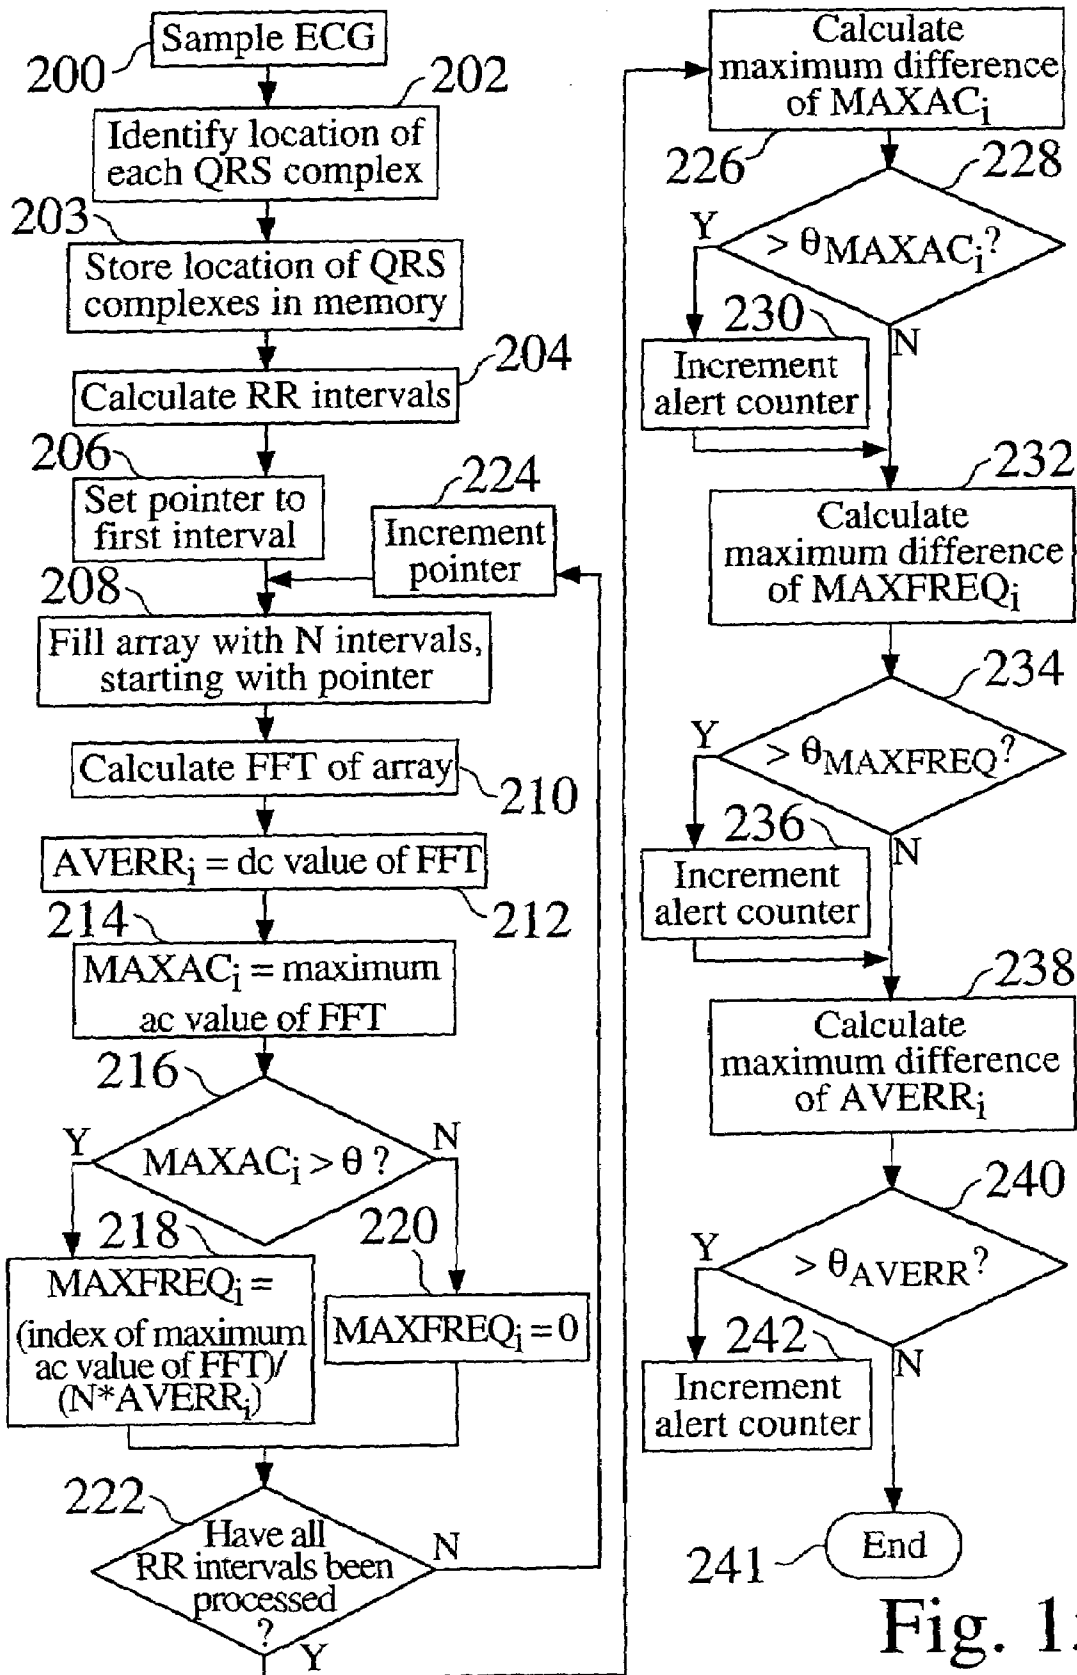 Sample ECG
200
202
Identify location of
each QRS complex
203
Store location of QRS
complexes in memory
204
Calculate RR intervals
206
Set pointer to
first interval
224
Increment
pointer
208
Fill array with N intervals,
starting with pointer
Calculate FFT of array
210
AVERRi = dc value of FFT
212
214
MAXACi = maximum
ac value of FFT
216
Y
N
MAXACi > θ ?
218
MAXFREQi =
(index of maximum
ac value of FFT)/
(N*AVERRi)
220
MAXFREQi = 0
222
Have all
RR intervals been
processed
?
N
Y
Calculate
maximum difference
of MAXACi
226
228
Y
> θMAXACi?
N
230
Increment
alert counter
232
Calculate
maximum difference
of MAXFREQi
234
Y
> θMAXFREQ?
N
236
Increment
alert counter
238
Calculate
maximum difference
of AVERRi
240
Y
> θAVERR?
N
242
Increment
alert counter
End
241
Fig. 1